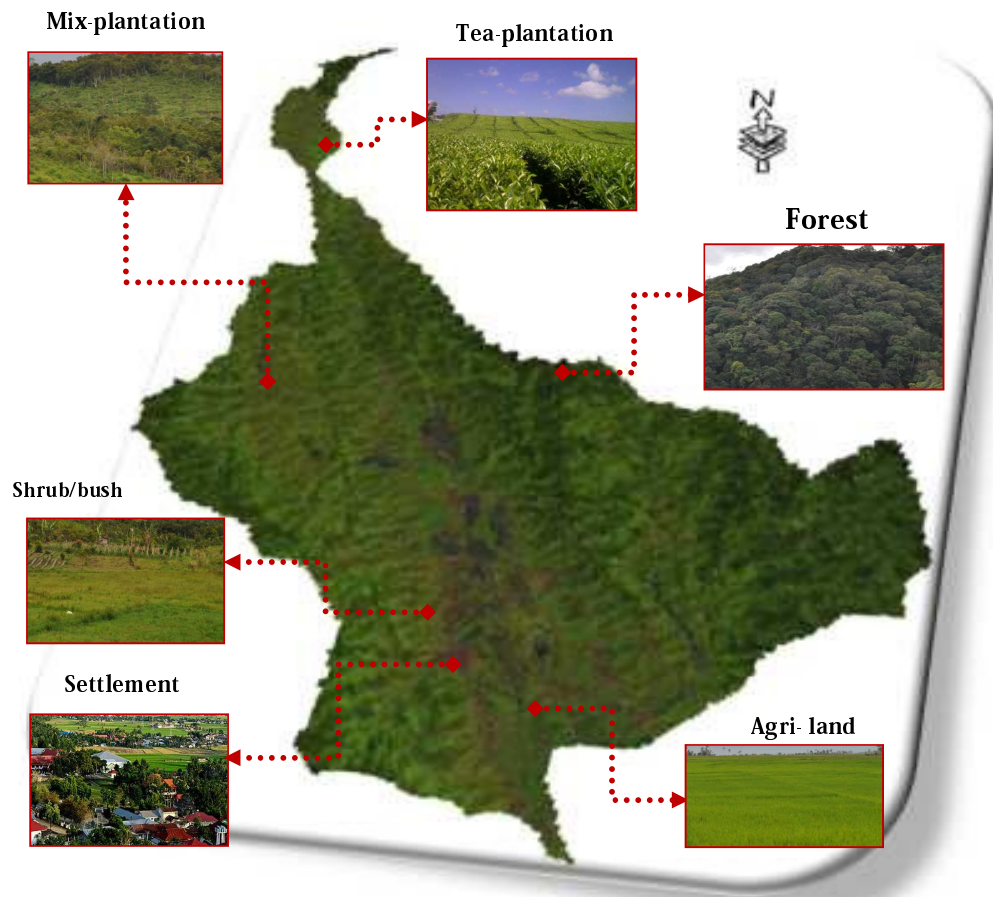 Mix-plantation
Tea-plantation
N
Forest
Shrub/bush
Settlement
Agri- land